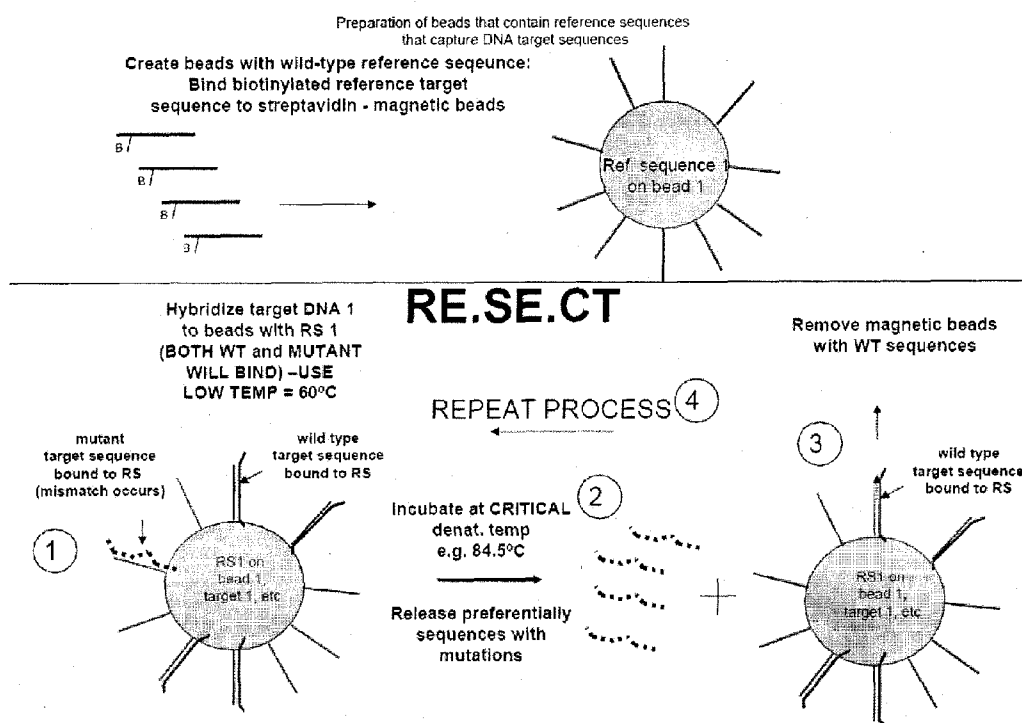 Preparation of beads that contain reference sequences
that capture DNA target sequences
Create beads with wild-type reference seqeunce:
Bind biotinylated reference target
sequence to streptavidin - magnetic beads
B
B
B
B
Ref. sequence 1
on bead 1
RE.SE.CT
Hybridize target DNA 1
to beads with RS 1
(BOTH WT and MUTANT
WILL BIND) –USE
LOW TEMP = 60ºC
Remove magnetic beads
with WT sequences
REPEAT PROCESS
4
mutant
target sequence
bound to RS
(mismatch occurs)
wild type
target sequence
bound to RS
1
RS1 on
bead 1,
target 1, etc
Incubate at CRITICAL
denat. temp
e.g. 84.5ºC
2
Release preferentially
sequences with
mutations
+
3
wild type
target sequence
bound to RS
RS1 on
bead 1,
target 1, etc